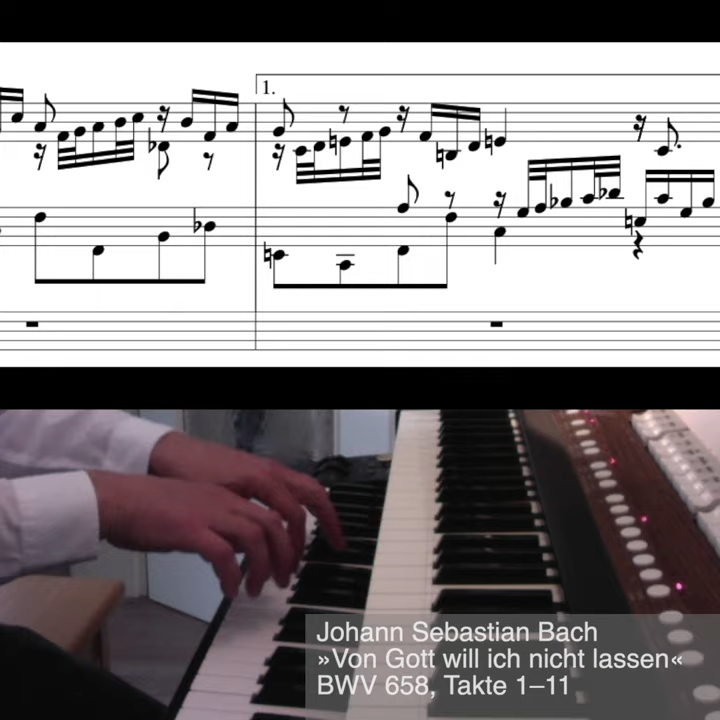 1.
Johann Sebastian Bach
»Von Gott will ich nicht lassen«
BWV 658, Takte 1–11